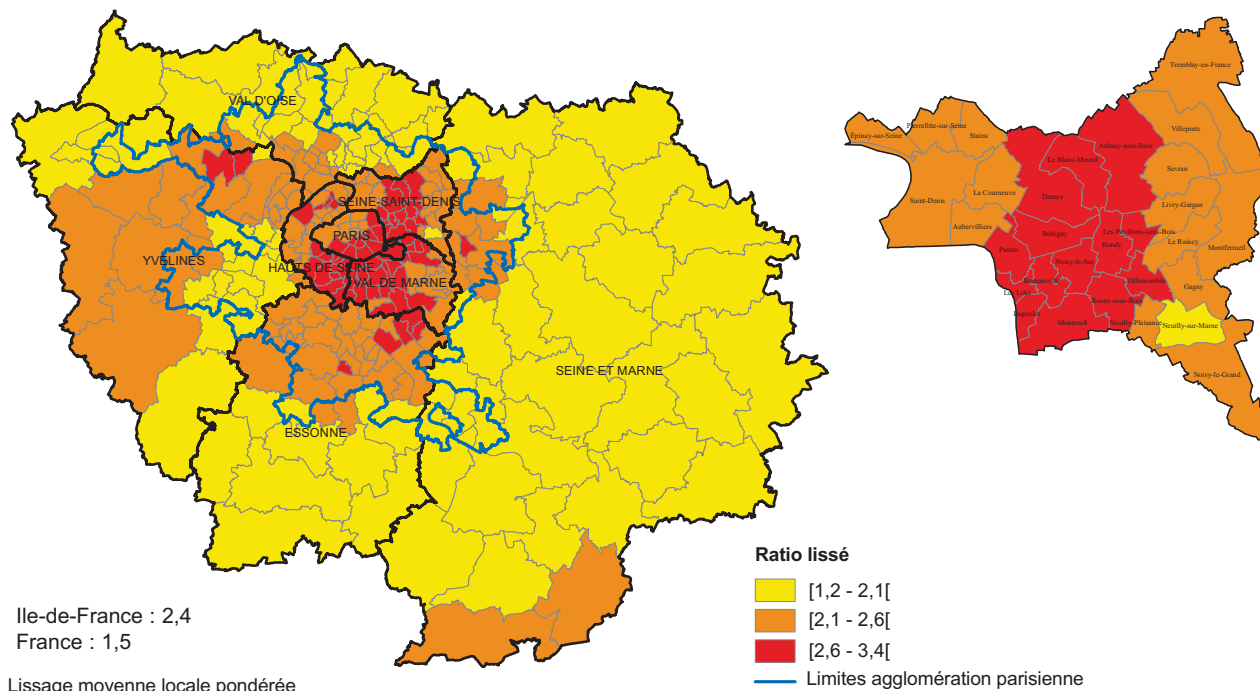 VAL D'OISE
SEINE-SAINT-DENIS
PARIS
YVELINES
HAUTS DE SEINE
VAL DE MARNE
SEINE ET MARNE
ESSONNE
Ile-de-France : 2,4
France : 1,5
Lissage moyenne locale pondérée
Tremblay-en-France
Épinay-sur-Seine
Pierrefitte-sur-Seine
Stains
Villepinte
Aulnay-sous-Bois
Le Blanc-Mesnil
Sevran
La Courneuve
Saint-Denis
Drancy
Livry-Gargan
Aubervilliers
Bobigny
Les Pavillons-sous-Bois
Le Raincy
Montfermeil
Pantin
Bondy
Noisy-le-Sec
Romainville
Villemomble
Gagny
Les Lilas
Rosny-sous-Bois
Bagnolet
Montreuil
Neuilly-Plaisance
Neuilly-sur-Marne
Noisy-le-Grand
Ratio lissé
[1,2 - 2,1[
[2,1 - 2,6[
[2,6 - 3,4[
Limites agglomération parisienne